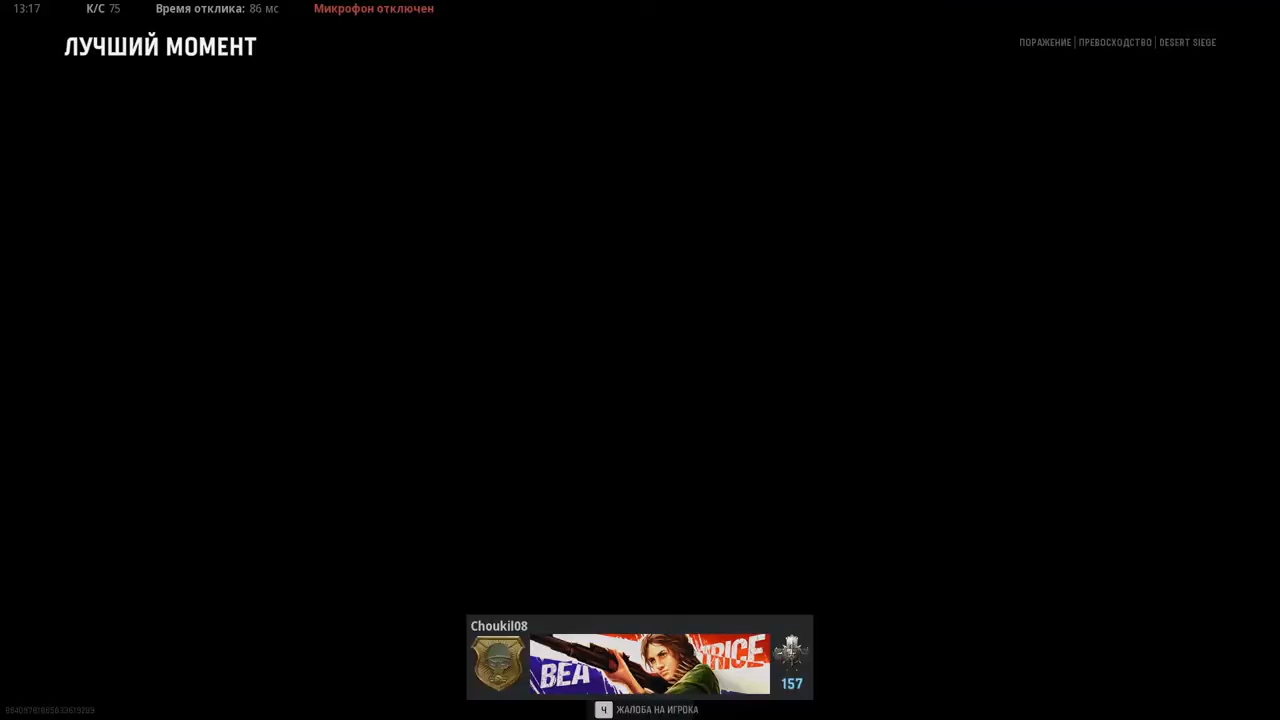 13:17 К/С 75 Время отклика: 86 мс Микрофон отключен
ЛУЧШИЙ МОМЕНТ
ПОРАЖЕНИЕ | ПРЕВОСХОДСТВО | DESERT SIEGE
Choukil08
BEA TRICE
157
Ч ЖАЛОБА НА ИГРОКА